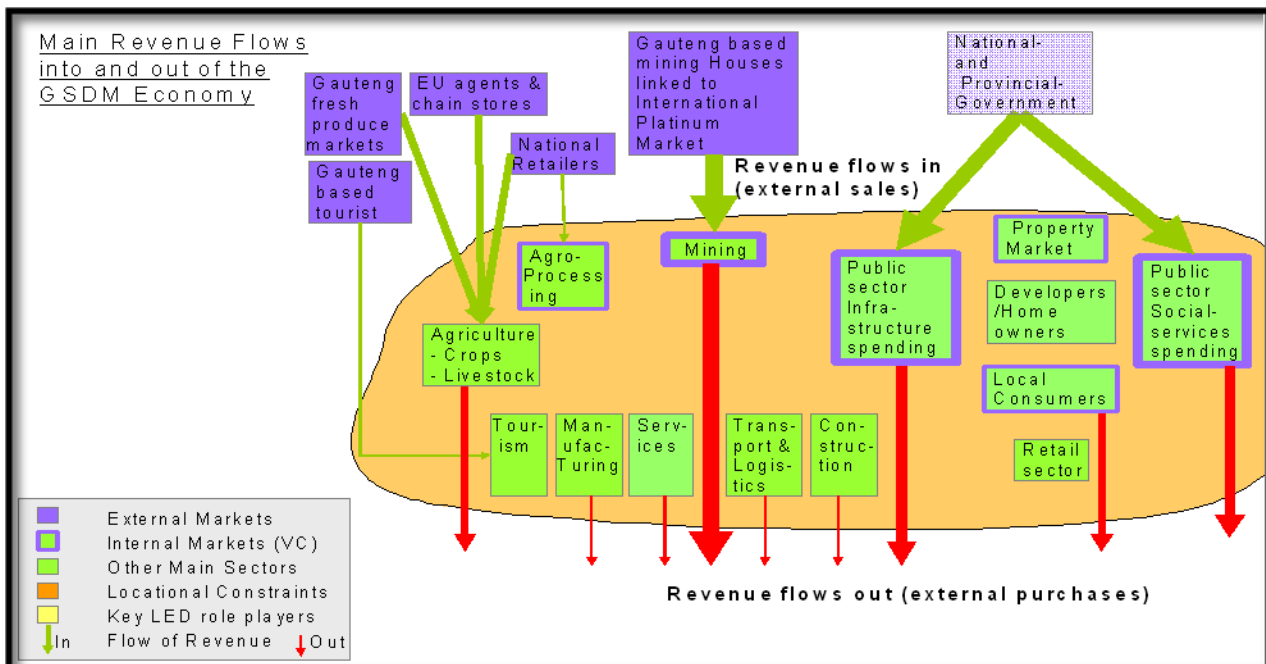 Main Revenue Flows
into and out of the
GSDM Economy
Gauteng
fresh
produce
markets
EU agents &
chain stores
National
Retailers
Gauteng
based
tourist
Gauteng based
mining Houses
linked to
International
Platinum
Market
National-
and
Provincial-
Government
Revenue flows in
(external sales)
Agro-
Process
ing
Mining
Public
sector
Infra-
structure
spending
Property
Market
Developers
/Home
owners
Public
sector
Social-
services
spending
Agriculture
- Crops
- Livestock
Local
Consumers
Tour-
ism
Man-
ufac-
Turing
Serv-
ices
Trans-
port &
Logis-
tics
Con-
struc-
tion
Retail
sector
External Markets
Internal Markets (VC)
Other Main Sectors
Locational Constraints
Key LED role players
In Flow of Revenue Out
Revenue flows out (external purchases)